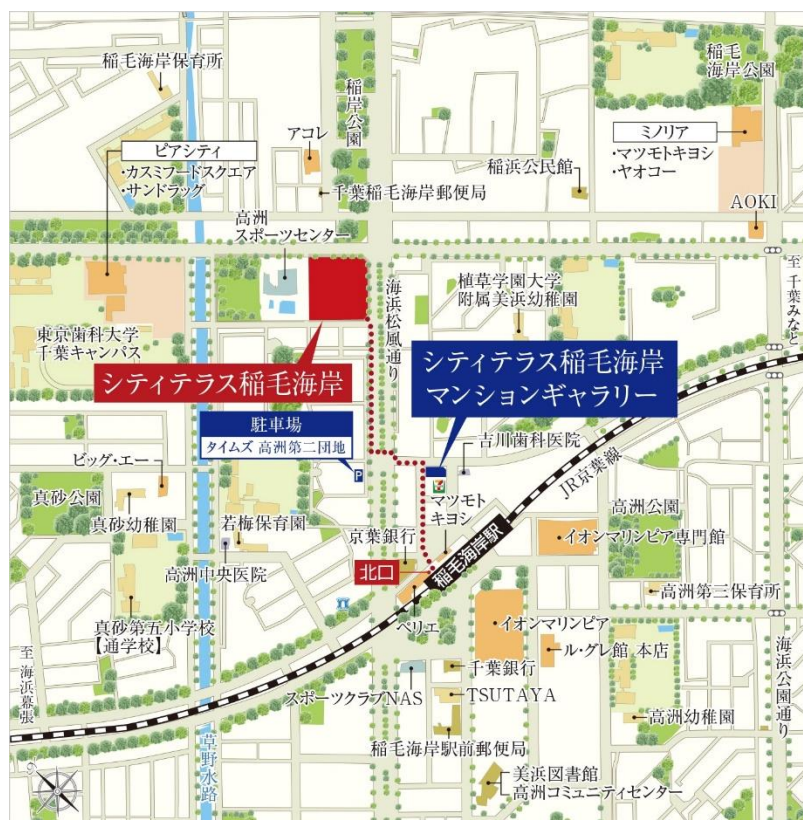 稲毛海岸保育所
稲岸公園
稲毛
海岸公園
アコレ
ミノリア
・マツモトキヨシ
・ヤオコー
ピアシティ
・カスミフードスクエア
・サンドラッグ
稲浜公民館
千葉稲毛海岸郵便局
AOKI
高洲
スポーツセンター
至 千葉みなと
海浜松風通り
植草学園大学
附属美浜幼稚園
東京歯科大学
千葉キャンパス
シティテラス稲毛海岸
シティテラス稲毛海岸
マンションギャラリー
駐車場
タイムズ 高洲第二団地
P
吉川歯科医院
JR京葉線
ビッグ・エー
真砂公園
真砂幼稚園
若梅保育園
マツモト
キヨシ
京葉銀行
高洲公園
イオンマリンピア専門館
高洲中央医院
北口
稲毛海岸駅
高洲第三保育所
ペリエ
真砂第五小学校
【通学校】
イオンマリンピア
ル・グレ館 本店
至 海浜幕張
千葉銀行
スポーツクラブNAS
TSUTAYA
海浜公園通り
高洲幼稚園
草野水路
稲毛海岸駅前郵便局
美浜図書館
高洲コミュニティセンター